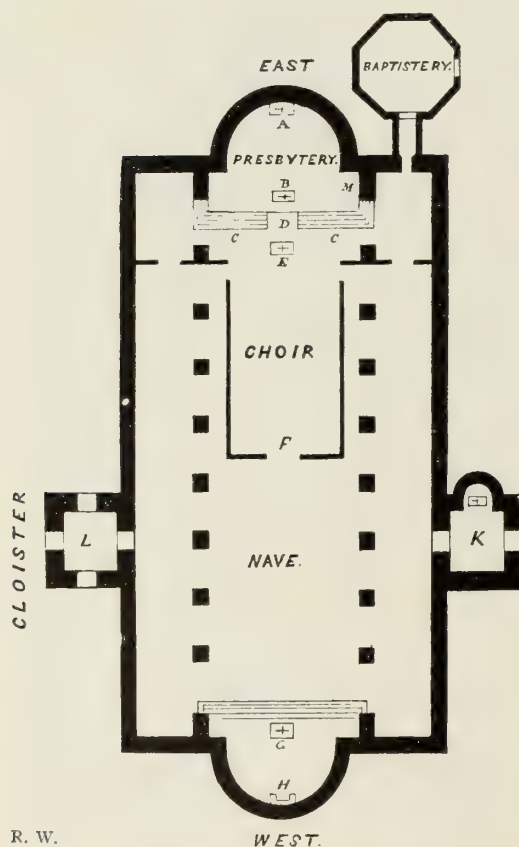 EAST
BAPTISTERY.
A
PRESBYTERY.
B
M
C D C
E
CHOIR
F
CLOISTER
L
NAVE.
K
G
H
R. W.
WEST.